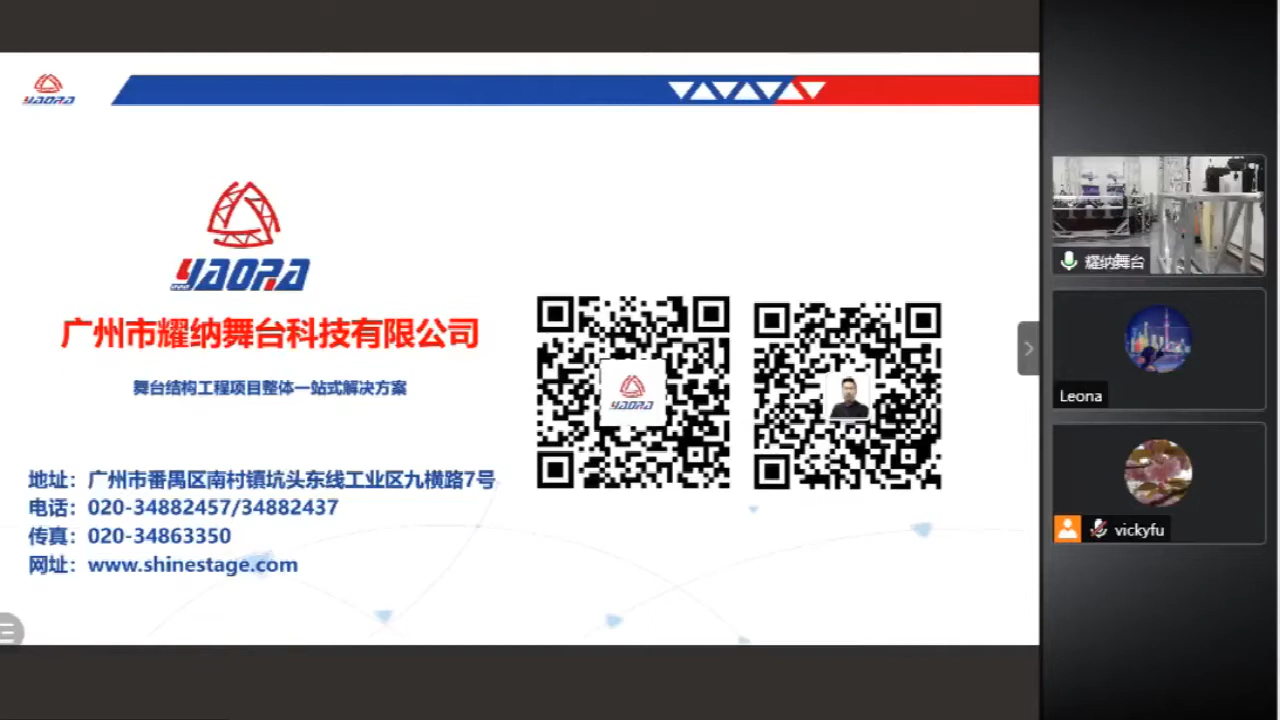 YAORA
YAORA
广州市耀纳舞台科技有限公司
舞台结构工程项目整体一站式解决方案
YAORA
地址：广州市番禺区南村镇坑头东线工业区九横路7号
电话：020-34882457/34882437
传真：020-34863350
网址：www.shinestage.com
耀纳舞台
Leona
vickyfu